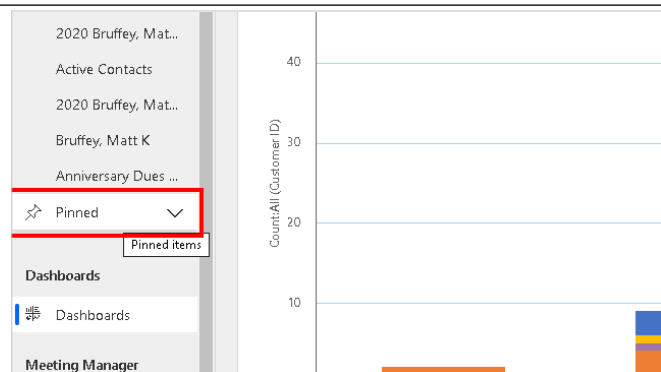 2020 Bruffey, Mat...
Active Contacts
2020 Bruffey, Mat...
Bruffey, Matt K
Anniversary Dues ...
Pinned
Pinned items
Dashboards
Dashboards
Meeting Manager
Count:All (Customer ID)
40
30
20
10